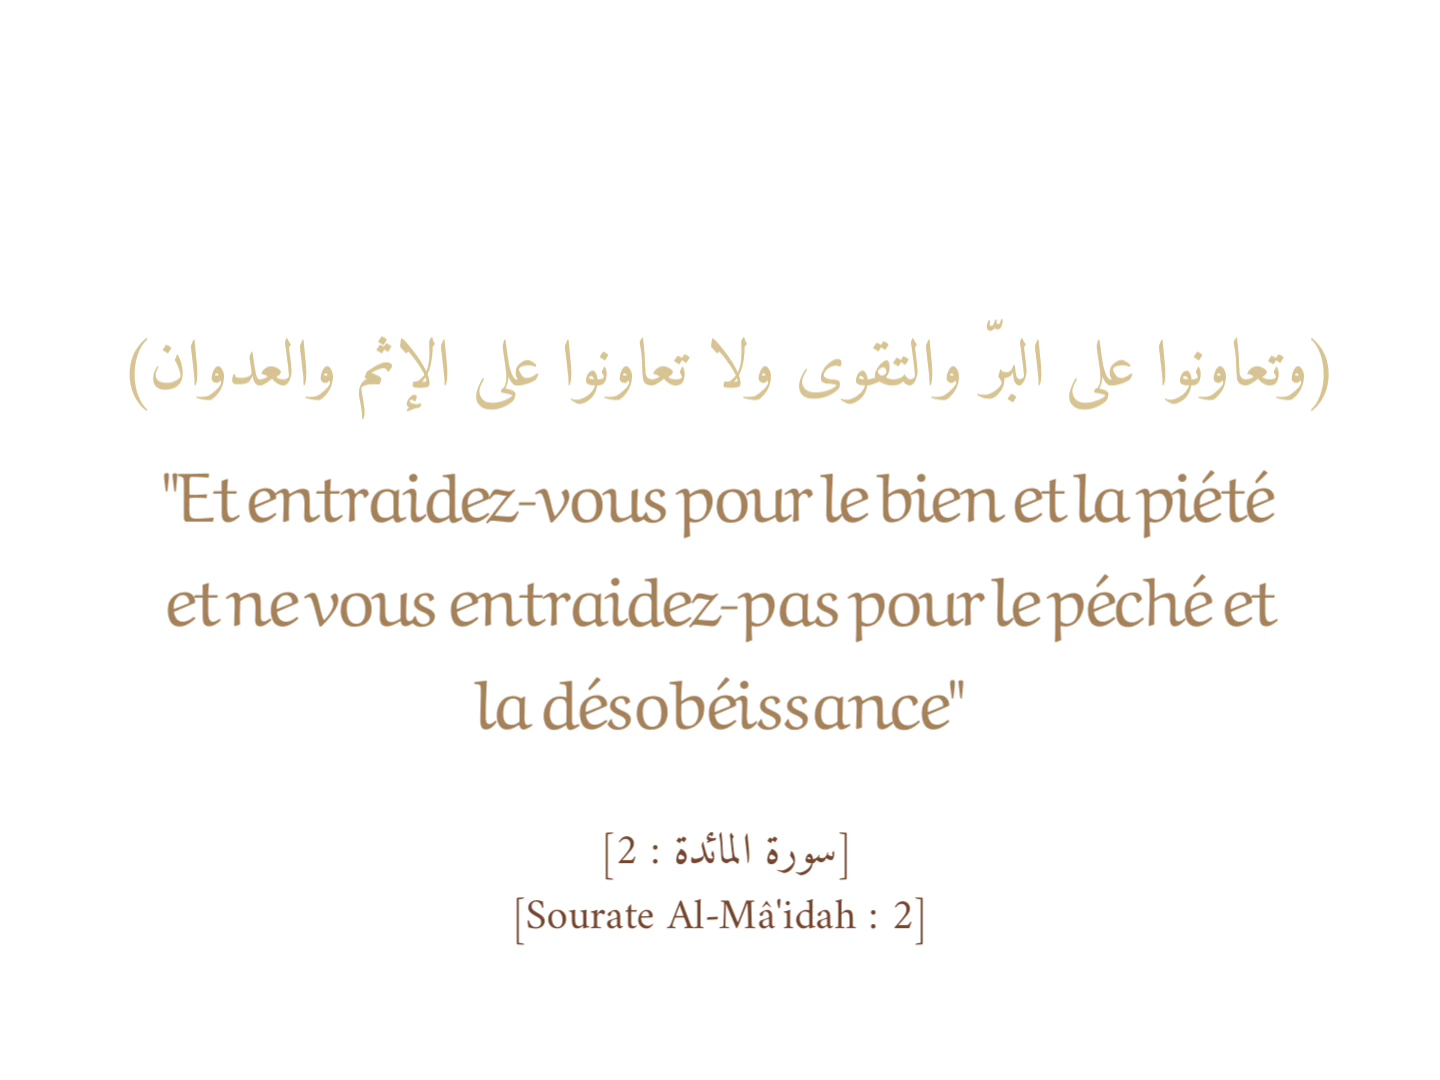 (وتعاونوا على البرّ والتقوى ولا تعاونوا على الإثم والعدوان)
"Et entraidez-vous pour le bien et la piété
et ne vous entraidez-pas pour le péché et
la désobéissance"
[سورة المائدة : 2]
[Sourate Al-Mâ'idah : 2]